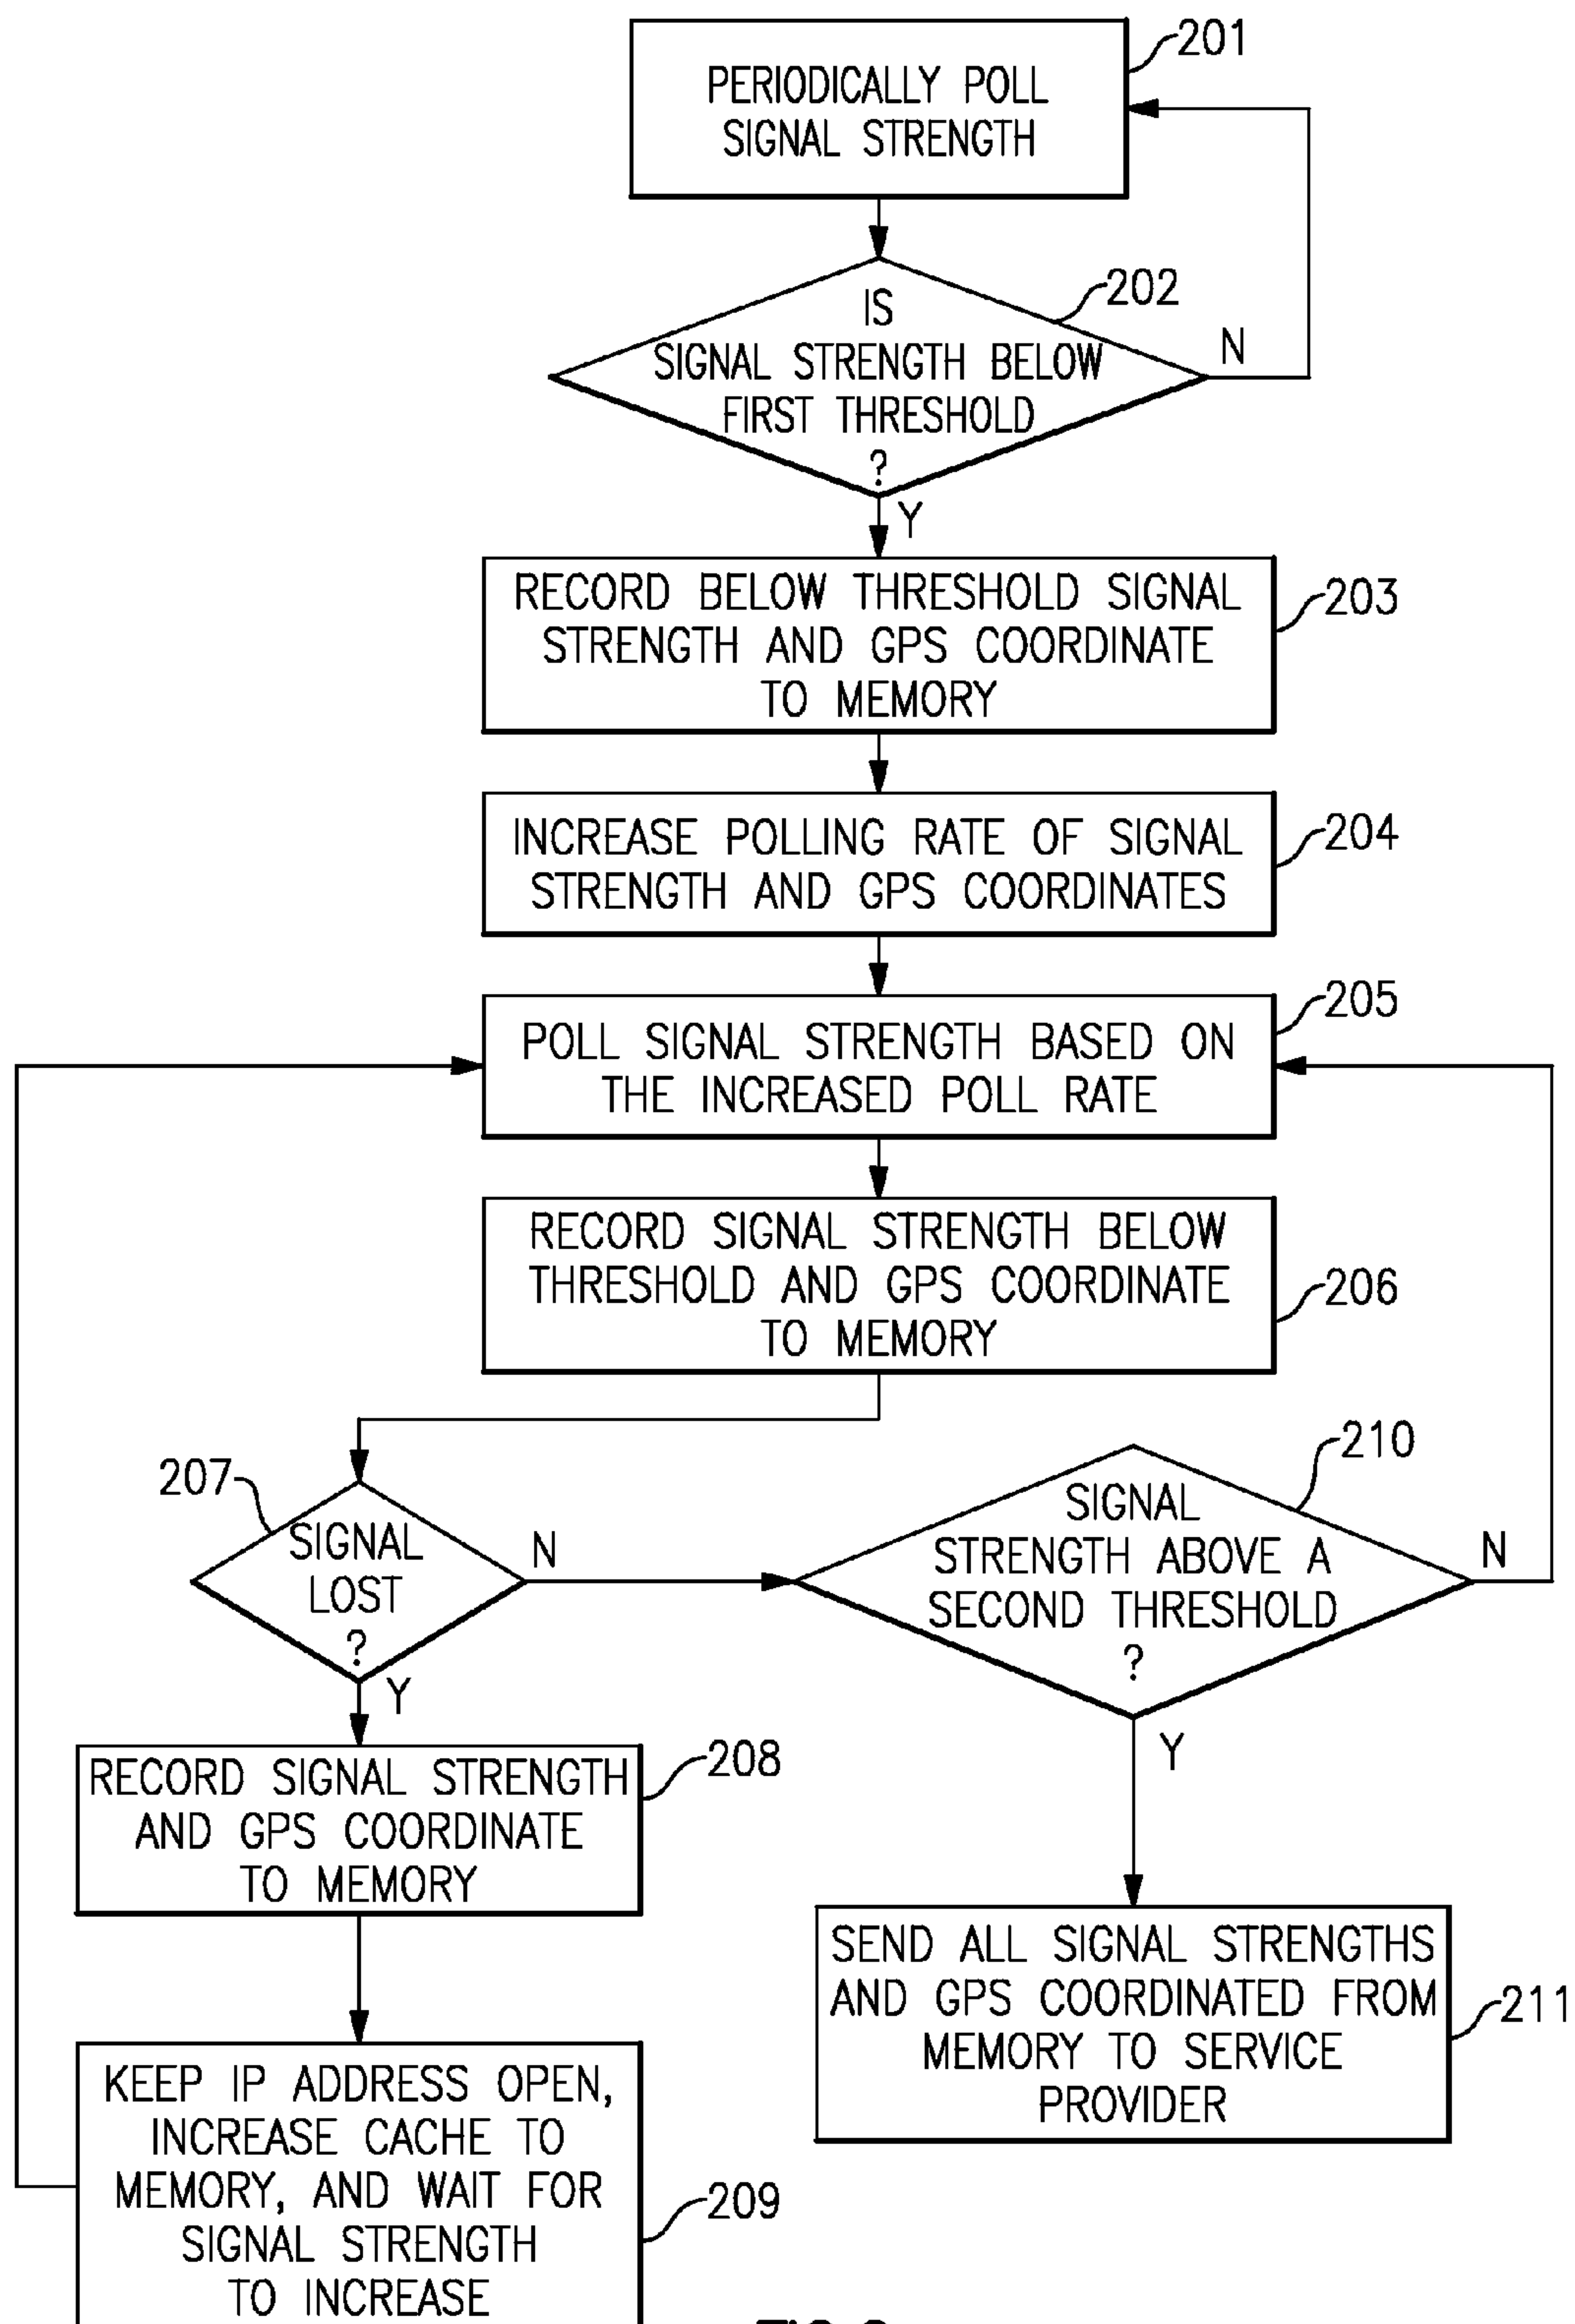 201
PERIODICALLY POLL
SIGNAL STRENGTH
202
IS
SIGNAL STRENGTH BELOW
FIRST THRESHOLD
?
N
Y
RECORD BELOW THRESHOLD SIGNAL
STRENGTH AND GPS COORDINATE
TO MEMORY
203
INCREASE POLLING RATE OF SIGNAL
STRENGTH AND GPS COORDINATES
204
205
POLL SIGNAL STRENGTH BASED ON
THE INCREASED POLL RATE
RECORD SIGNAL STRENGTH BELOW
THRESHOLD AND GPS COORDINATE
TO MEMORY
206
207
SIGNAL
LOST
?
N
Y
210
SIGNAL
STRENGTH ABOVE A
SECOND THRESHOLD
?
N
Y
RECORD SIGNAL STRENGTH
AND GPS COORDINATE
TO MEMORY
208
SEND ALL SIGNAL STRENGTHS
AND GPS COORDINATED FROM
MEMORY TO SERVICE
PROVIDER
211
KEEP IP ADDRESS OPEN,
INCREASE CACHE TO
MEMORY, AND WAIT FOR
SIGNAL STRENGTH
TO INCREASE
209